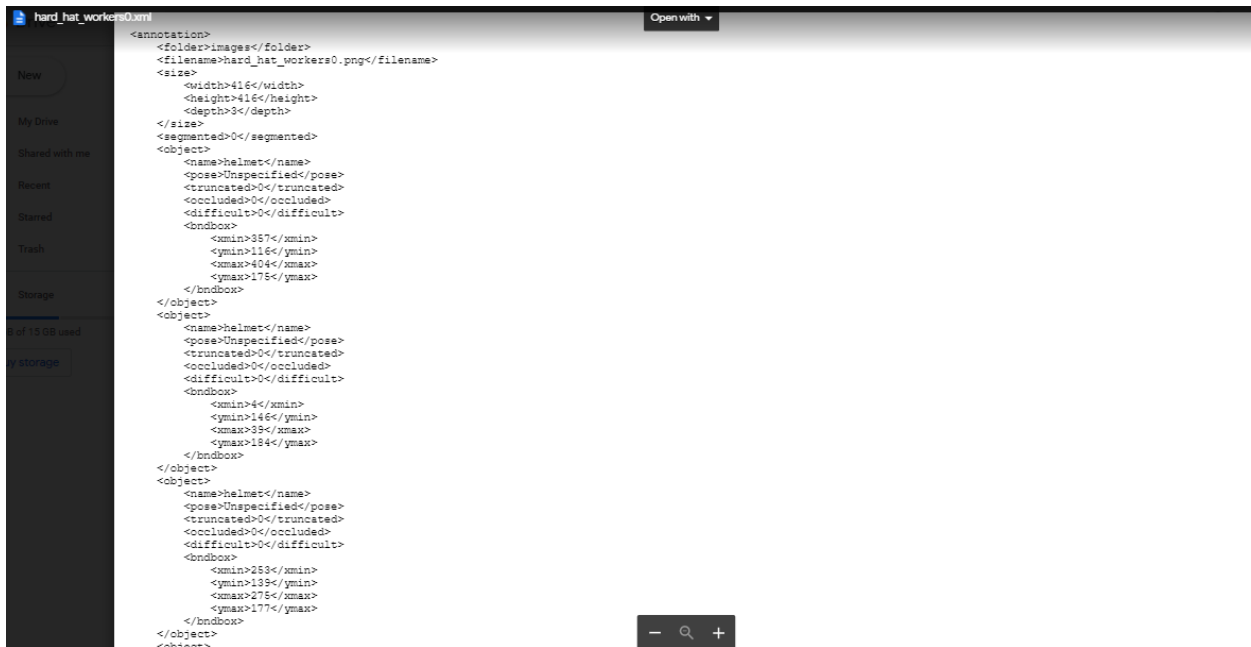 hard_hat_workers0.xml
Open with
New
My Drive
Shared with me
Recent
Starred
Trash
Storage
B of 15 GB used
uy storage
<annotation>
<folder>images</folder>
<filename>hard_hat_workers0.png</filename>
<size>
<width>416</width>
<height>416</height>
<depth>3</depth>
</size>
<segmented>0</segmented>
<object>
<name>helmet</name>
<pose>Unspecified</pose>
<truncated>0</truncated>
<occluded>0</occluded>
<difficult>0</difficult>
<bndbox>
<xmin>357</xmin>
<ymin>116</ymin>
<xmax>404</xmax>
<ymax>175</ymax>
</bndbox>
</object>
<object>
<name>helmet</name>
<pose>Unspecified</pose>
<truncated>0</truncated>
<occluded>0</occluded>
<difficult>0</difficult>
<bndbox>
<xmin>4</xmin>
<ymin>146</ymin>
<xmax>39</xmax>
<ymax>184</ymax>
</bndbox>
</object>
<object>
<name>helmet</name>
<pose>Unspecified</pose>
<truncated>0</truncated>
<occluded>0</occluded>
<difficult>0</difficult>
<bndbox>
<xmin>253</xmin>
<ymin>139</ymin>
<xmax>275</xmax>
<ymax>177</ymax>
</bndbox>
</object>
<object>